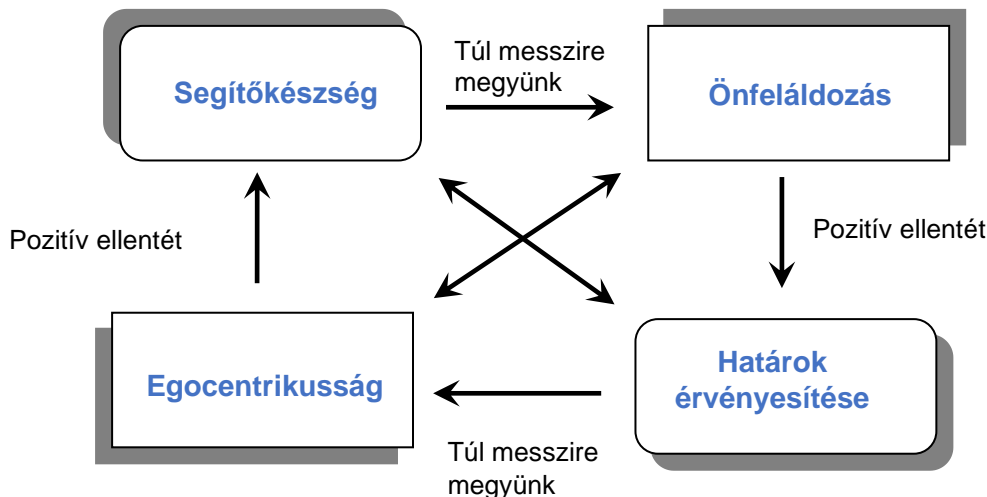 Segítőkészség
Túl messzire
megyünk
Önfeláldozás
Pozitív ellentét
Pozitív ellentét
Egocentrikusság
Határok
érvényesítése
Túl messzire
megyünk